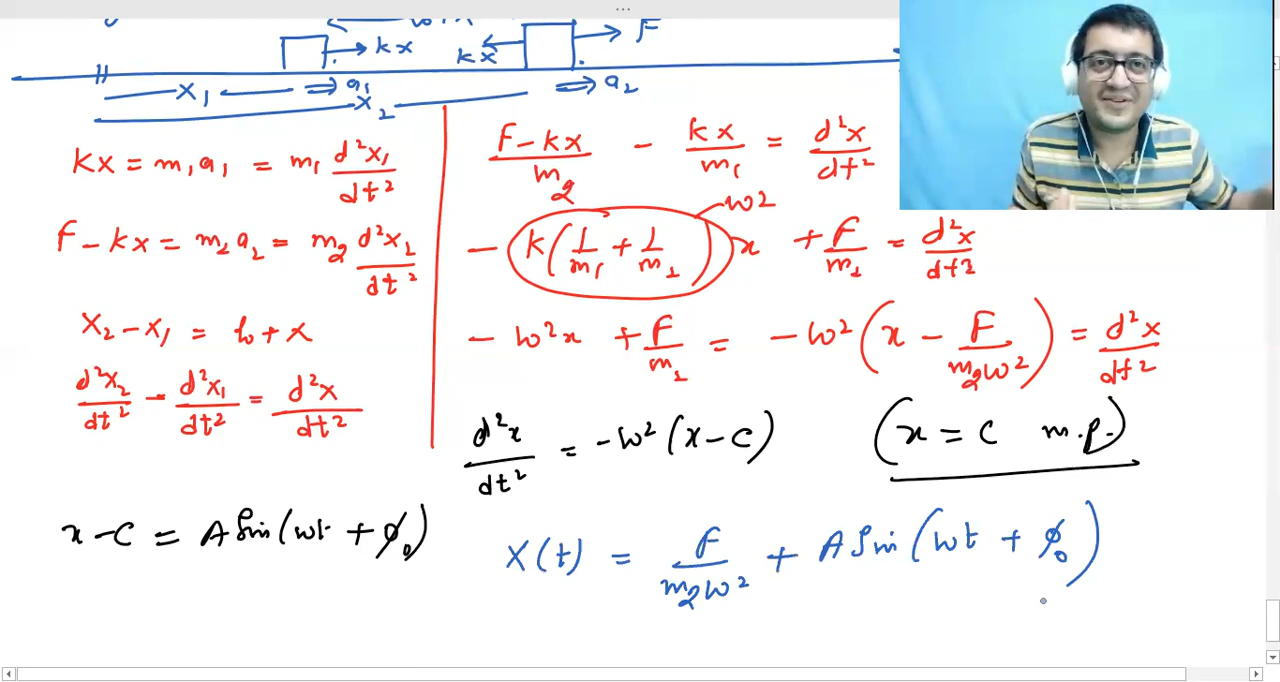 kx
kx
F
x₁
a₁
x₂
a₂
kx = m₁a₁ = m₁ d²x₁/dt²
F - kx = m₂a₂ = m₂ d²x₂/dt²
x₂ - x₁ = l₀ + x
d²x₂/dt² - d²x₁/dt² = d²x/dt²
(F - kx)/m₂ - kx/m₁ = d²x/dt²
ω²
- k(1/m₁ + 1/m₂)x + F/m₂ = d²x/dt²
- ω²x + F/m₂ = - ω²(x - F/m₂ω²) = d²x/dt²
d²x/dt² = -ω²(x - c)
(x = c m.p.)
x - c = A sin(ωt + φ₀)
x(t) = F/m₂ω² + A sin(ωt + φ₀)